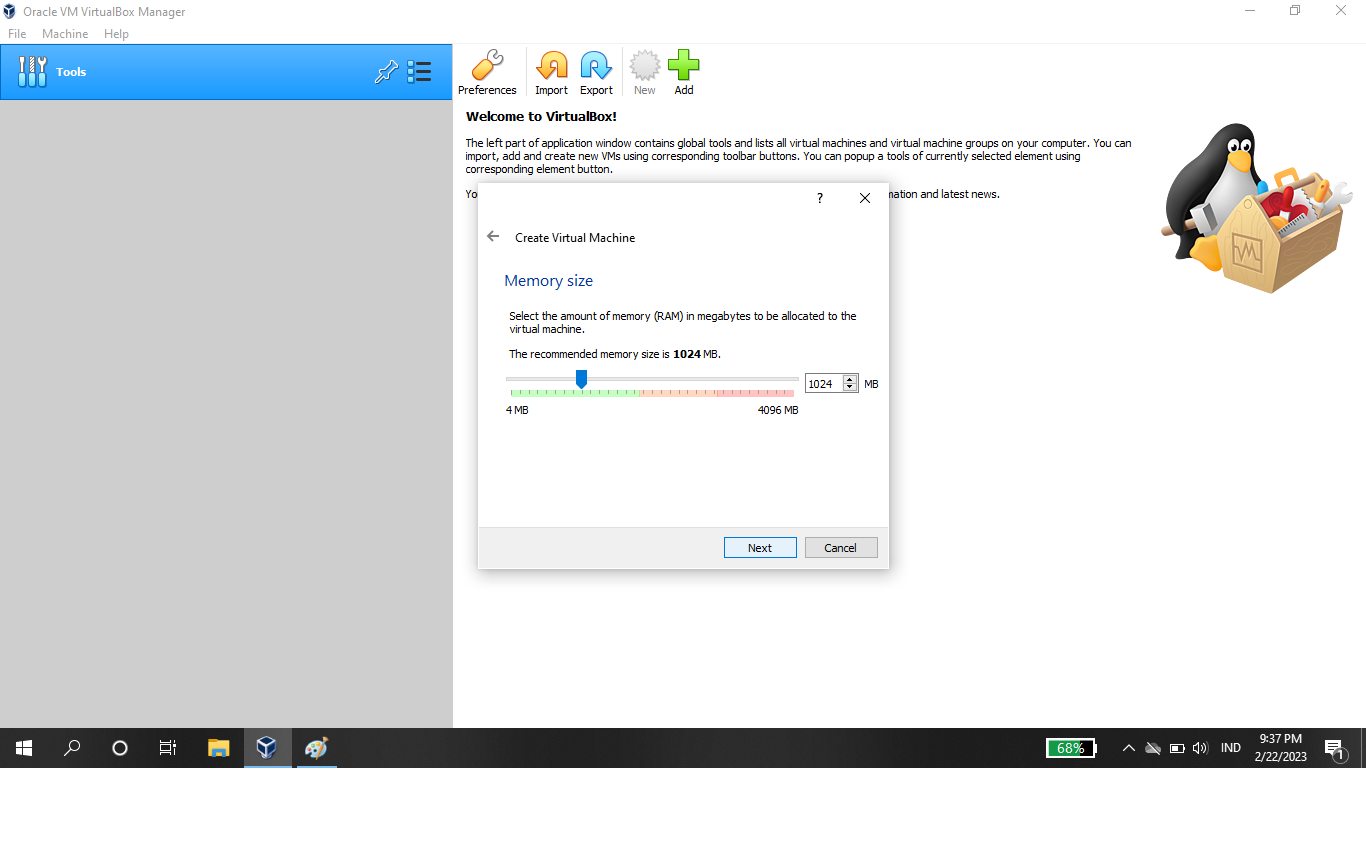 Oracle VM VirtualBox Manager
File Machine Help
Tools
Preferences Import Export New Add
Welcome to VirtualBox!
The left part of application window contains global tools and lists all virtual machines and virtual machine groups on your computer. You can
import, add and create new VMs using corresponding toolbar buttons. You can popup a tools of currently selected element using
corresponding element button.
Yo
mation and latest news.
?
Create Virtual Machine
Memory size
Select the amount of memory (RAM) in megabytes to be allocated to the
virtual machine.
The recommended memory size is 1024 MB.
1024 MB
4 MB 4096 MB
Next Cancel
68% IND 9:37 PM
2/22/2023
1